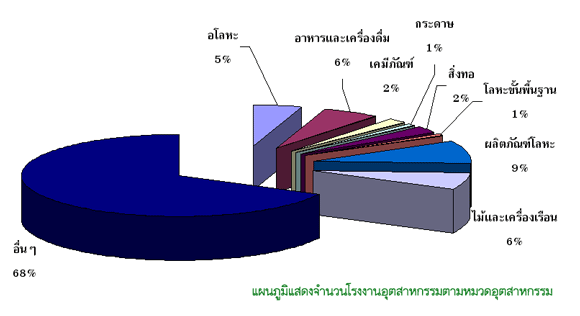 กระดาษ
1%
อโลหะ
5%
อาหารและเครื่องดื่ม
6%
เคมีภัณฑ์
2%
สิ่งทอ
2%
โลหะขั้นพื้นฐาน
1%
ผลิตภัณฑ์โลหะ
9%
ไม้และเครื่องเรือน
6%
อื่น ๆ
68%
แผนภูมิแสดงจำนวนโรงงานอุตสาหกรรมตามหมวดอุตสาหกรรม